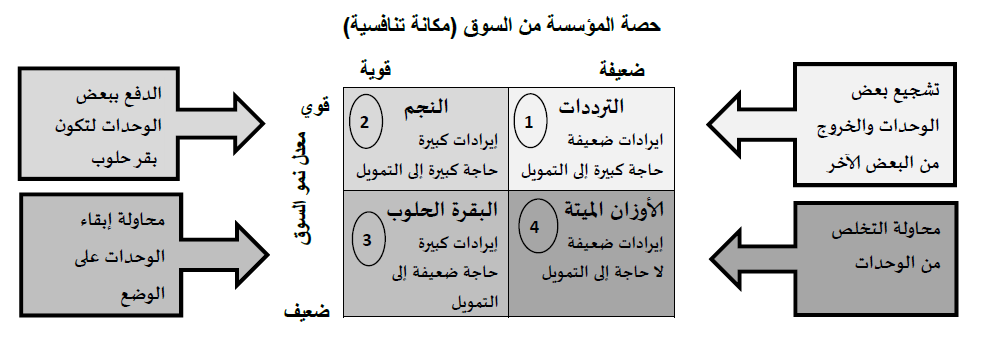 حصة المؤسسة من السوق (مكانة تنافسية)
ضعيفة
قوية
تشجيع بعض
الوحدات والخروج
من البعض الآخر
1
الترددات
ايرادات ضعيفة
حاجة كبيرة إلى التمويل
2
النجم
إيرادات كبيرة
حاجة كبيرة إلى التمويل
قوي
معدل نمو السوق
ضعيف
الدفع ببعض
الوحدات لتكون
بقر حلوب
محاولة التخلص
من الوحدات
الأوزان الميتة
4
إيرادات ضعيفة
لا حاجة إلى التمويل
البقرة الحلوب
3
إيرادات كبيرة
حاجة ضعيفة إلى
التمويل
محاولة إبقاء
الوحدات على
الوضع